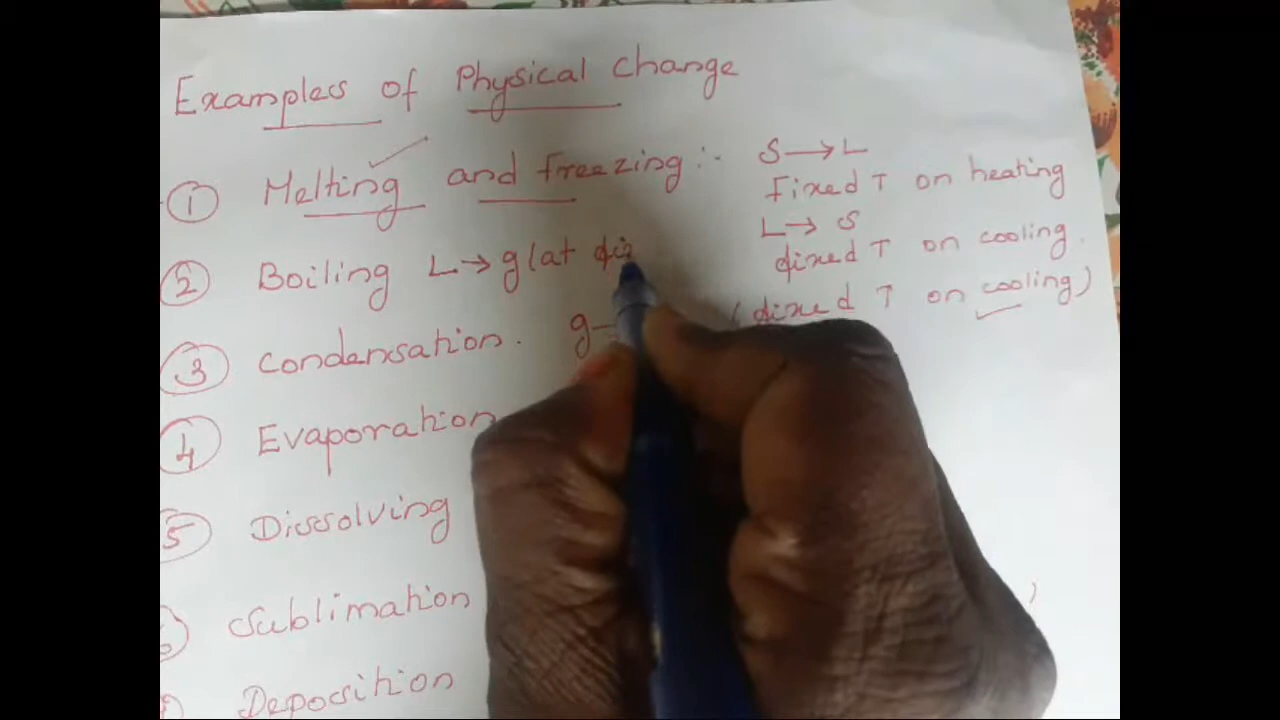 Examples of Physical change
① Melting and freezing :- S→L
fixed T on heating
L→ S
fixed T on cooling.
② Boiling L→g (at fix
③ condensation. g (fixed T on cooling)
④ Evaporation
⑤ Dissolving
Sublimation
Deposition